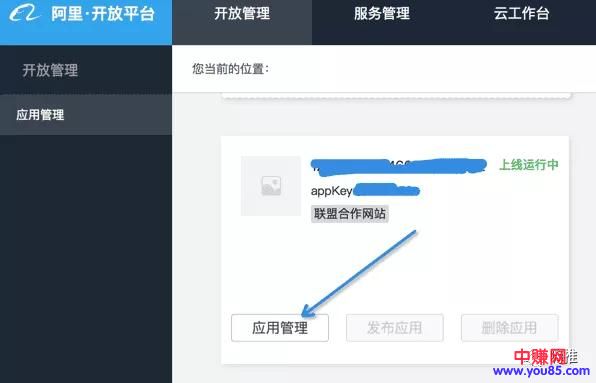 阿里·开放平台
开放管理
服务管理
云工作台
开放管理
您当前的位置：
应用管理
上线运行中
appKey
联盟合作网站
应用管理
发布应用
删除应用
中赚网
www.you85.com